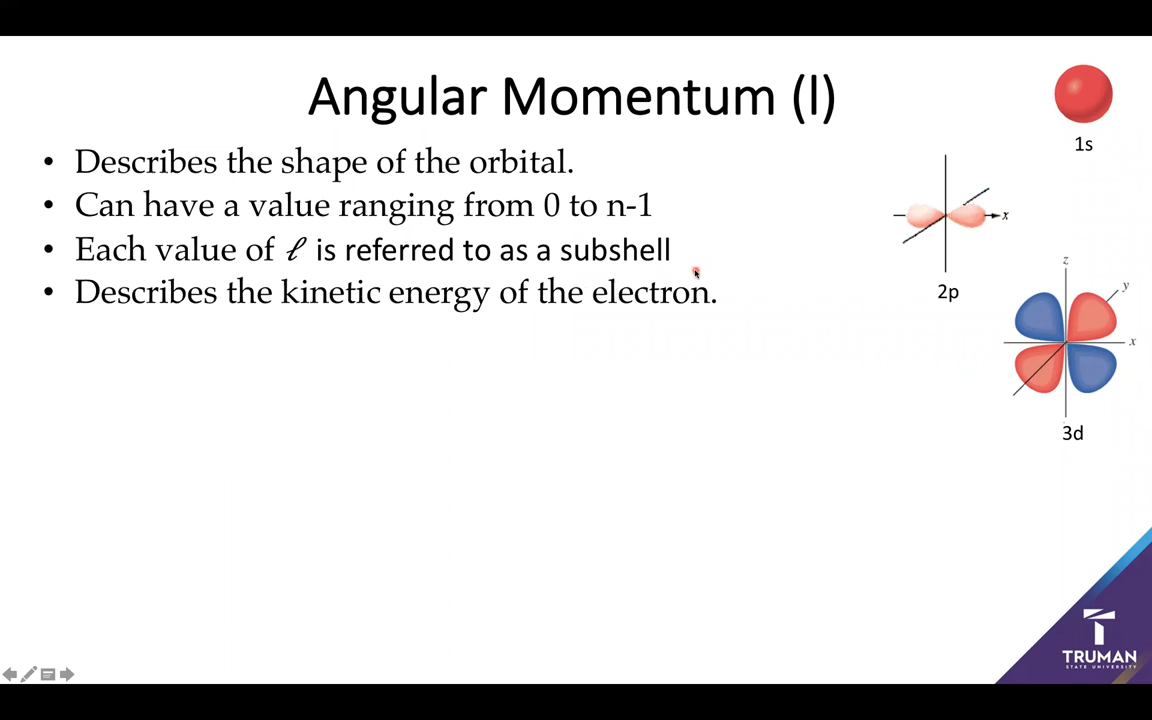 Angular Momentum (l)
• Describes the shape of the orbital.
• Can have a value ranging from 0 to n-1
• Each value of ℓ is referred to as a subshell
• Describes the kinetic energy of the electron.
1s
x
2p
z
y
x
3d
TRUMAN
STATE UNIVERSITY